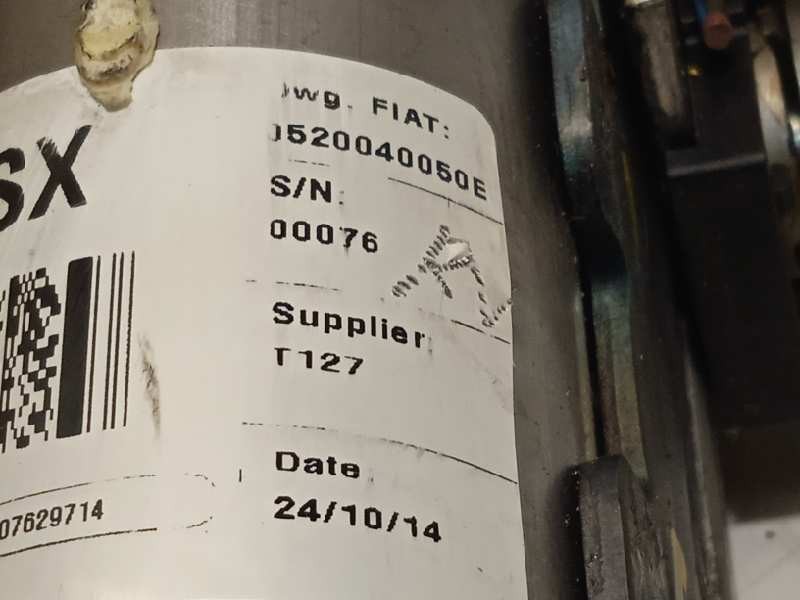 Dwg. FIAT:
0520040050E
SX
S/N:
00076
Supplier
T127
Date
24/10/14
07629714